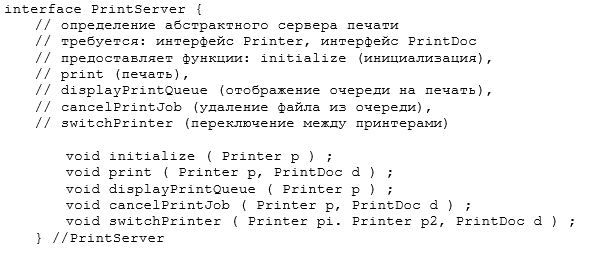 interface PrintServer {
// определение абстрактного сервера печати
// требуется: интерфейс Printer, интерфейс PrintDoc
// предоставляет функции: initialize (инициализация),
// print (печать),
// displayPrintQueue (отображение очереди на печать),
// cancelPrintJob (удаление файла из очереди),
// switchPrinter (переключение между принтерами)
void initialize ( Printer p ) ;
void print ( Printer p, PrintDoc d ) ;
void displayPrintQueue ( Printer p ) ;
void cancelPrintJob ( Printer p, PrintDoc d ) ;
void switchPrinter ( Printer pi. Printer p2, PrintDoc d ) ;
} //PrintServer